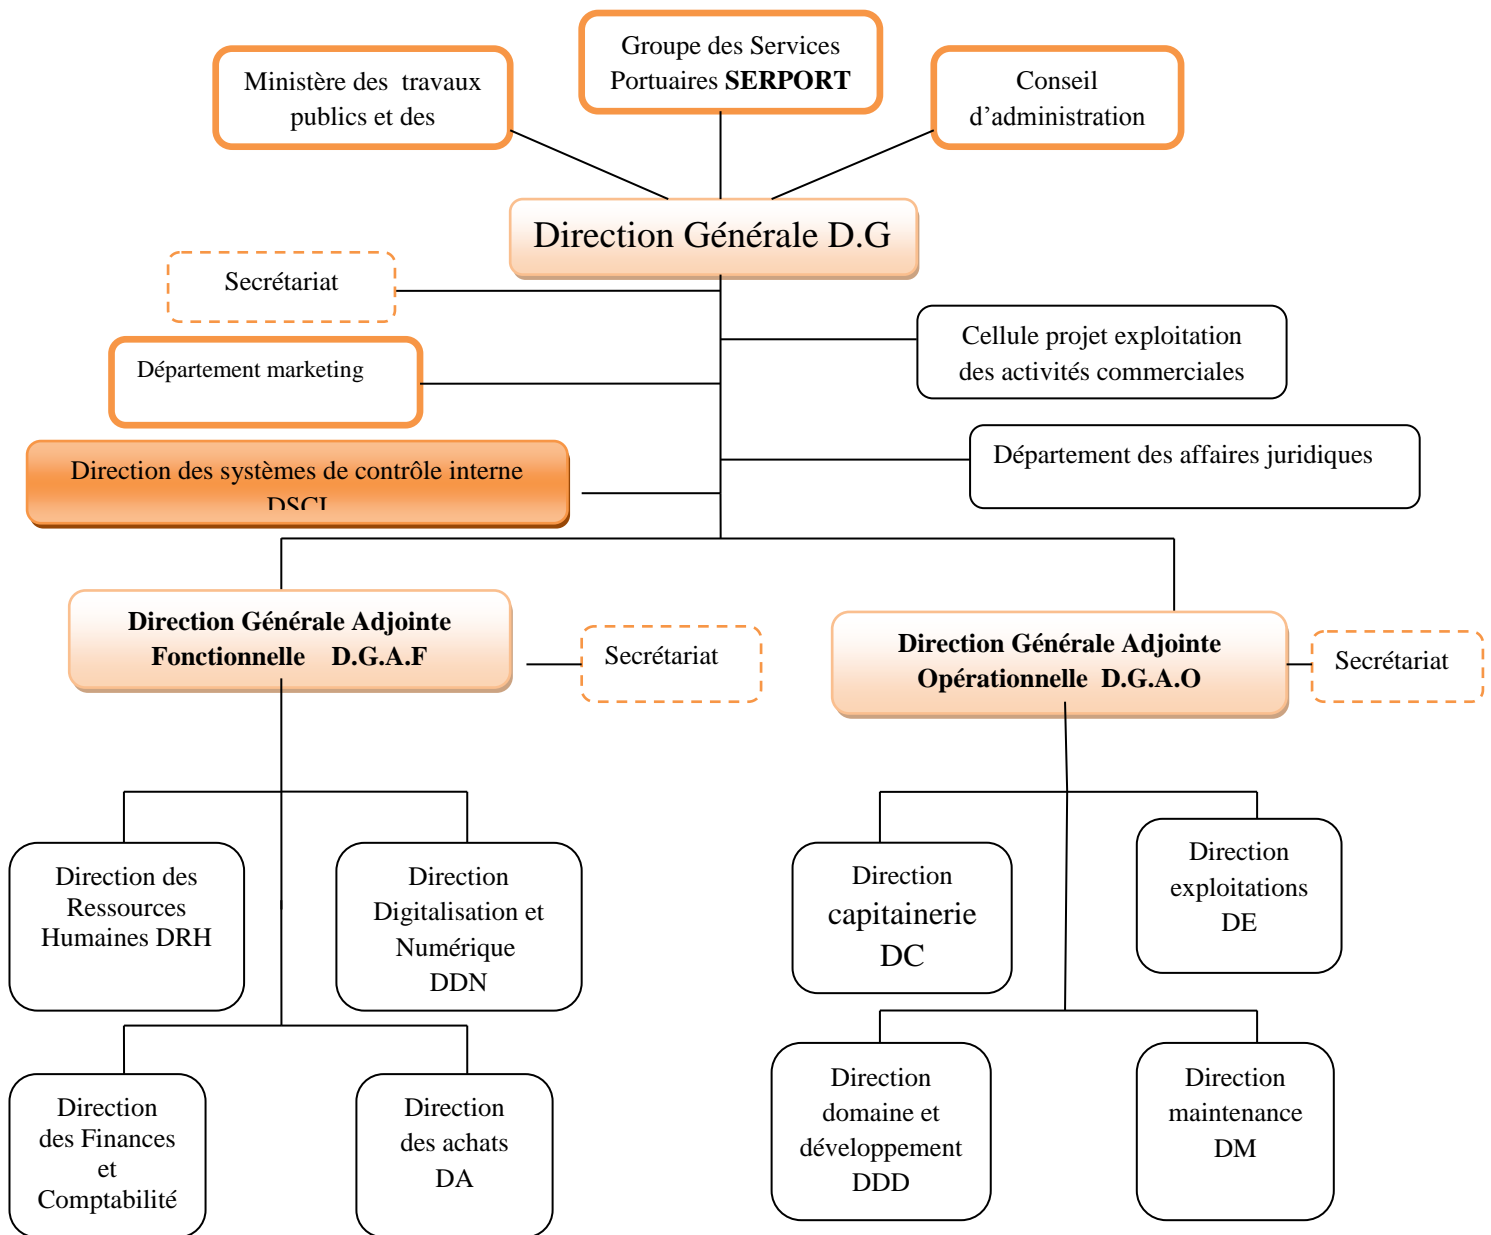 Groupe des Services
Portuaires SERPORT
Ministère des travaux
publics et des
Conseil
d'administration
Direction Générale D.G
Secrétariat
Cellule projet exploitation
des activités commerciales
Département marketing
Département des affaires juridiques
Direction des systèmes de contrôle interne
DSCI
Direction Générale Adjointe
Fonctionnelle D.G.A.F
Secrétariat
Direction Générale Adjointe
Opérationnelle D.G.A.O
Secrétariat
Direction des
Ressources
Humaines DRH
Direction
Digitalisation et
Numérique
DDN
Direction
capitainerie
DC
Direction
exploitations
DE
Direction
des Finances
et
Comptabilité
Direction
des achats
DA
Direction
domaine et
développement
DDD
Direction
maintenance
DM